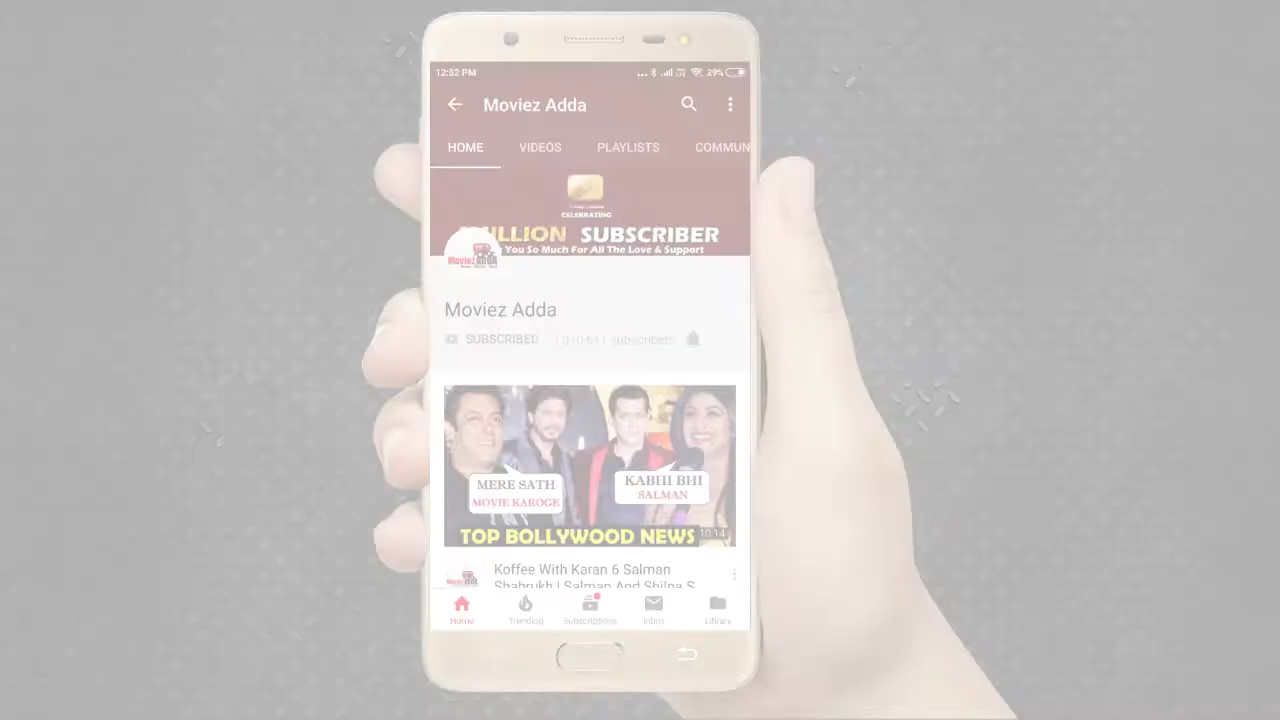 12:52 PM
29%
Moviez Adda
HOME VIDEOS PLAYLISTS COMMUN
CELEBRATING
SUBSCRIBER
You So Much For All The Love & Support
Moviez Adda
Moviez Adda
SUBSCRIBED subscribers
MERE SATH
MOVIE KAROGE
KABHI BHI
SALMAN
TOP BOLLYWOOD NEWS
10:14
Koffee With Karan 6 Salman
Shahrukh | Salman And Shilpa S
Home Trending Subscriptions Inbox Library